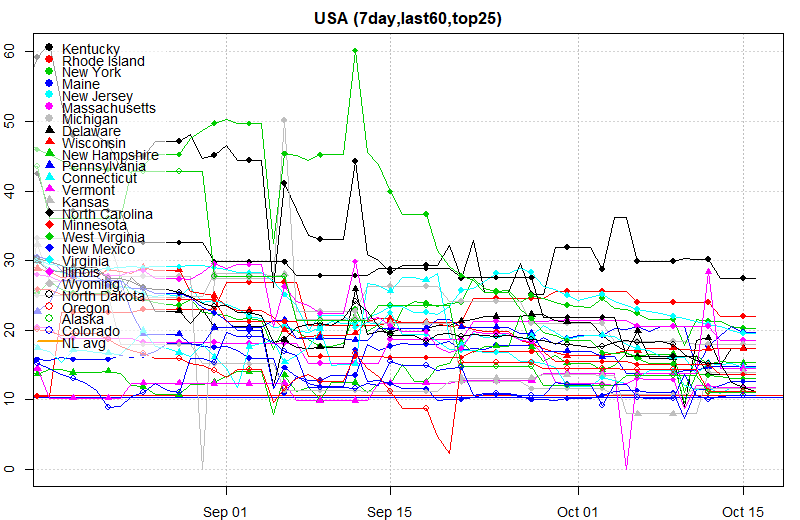 USA (7day,last60,top25)
60
50
40
30
20
10
0
Kentucky
Rhode Island
New York
Maine
New Jersey
Massachusetts
Michigan
Delaware
Wisconsin
New Hampshire
Pennsylvania
Connecticut
Vermont
Kansas
North Carolina
Minnesota
West Virginia
New Mexico
Virginia
Illinois
Wyoming
North Dakota
Oregon
Alaska
Colorado
NL avg
Sep 01
Sep 15
Oct 01
Oct 15